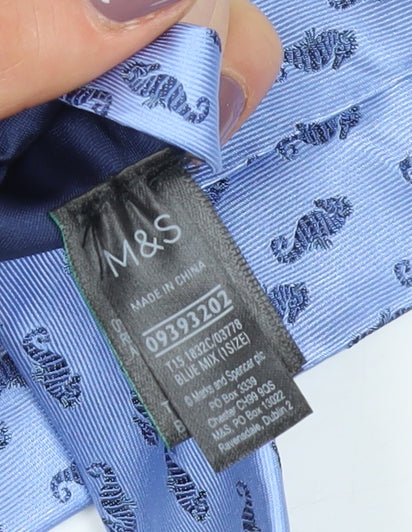 M&S
MADE IN CHINA
09393202
T15 1832C/03778
BLUE MIX (1SIZE)
© Marks and Spencer plc
PO Box 3339
Chester CH99 9QS
M&S, PO Box 13022
Ravensdale, Dublin 2